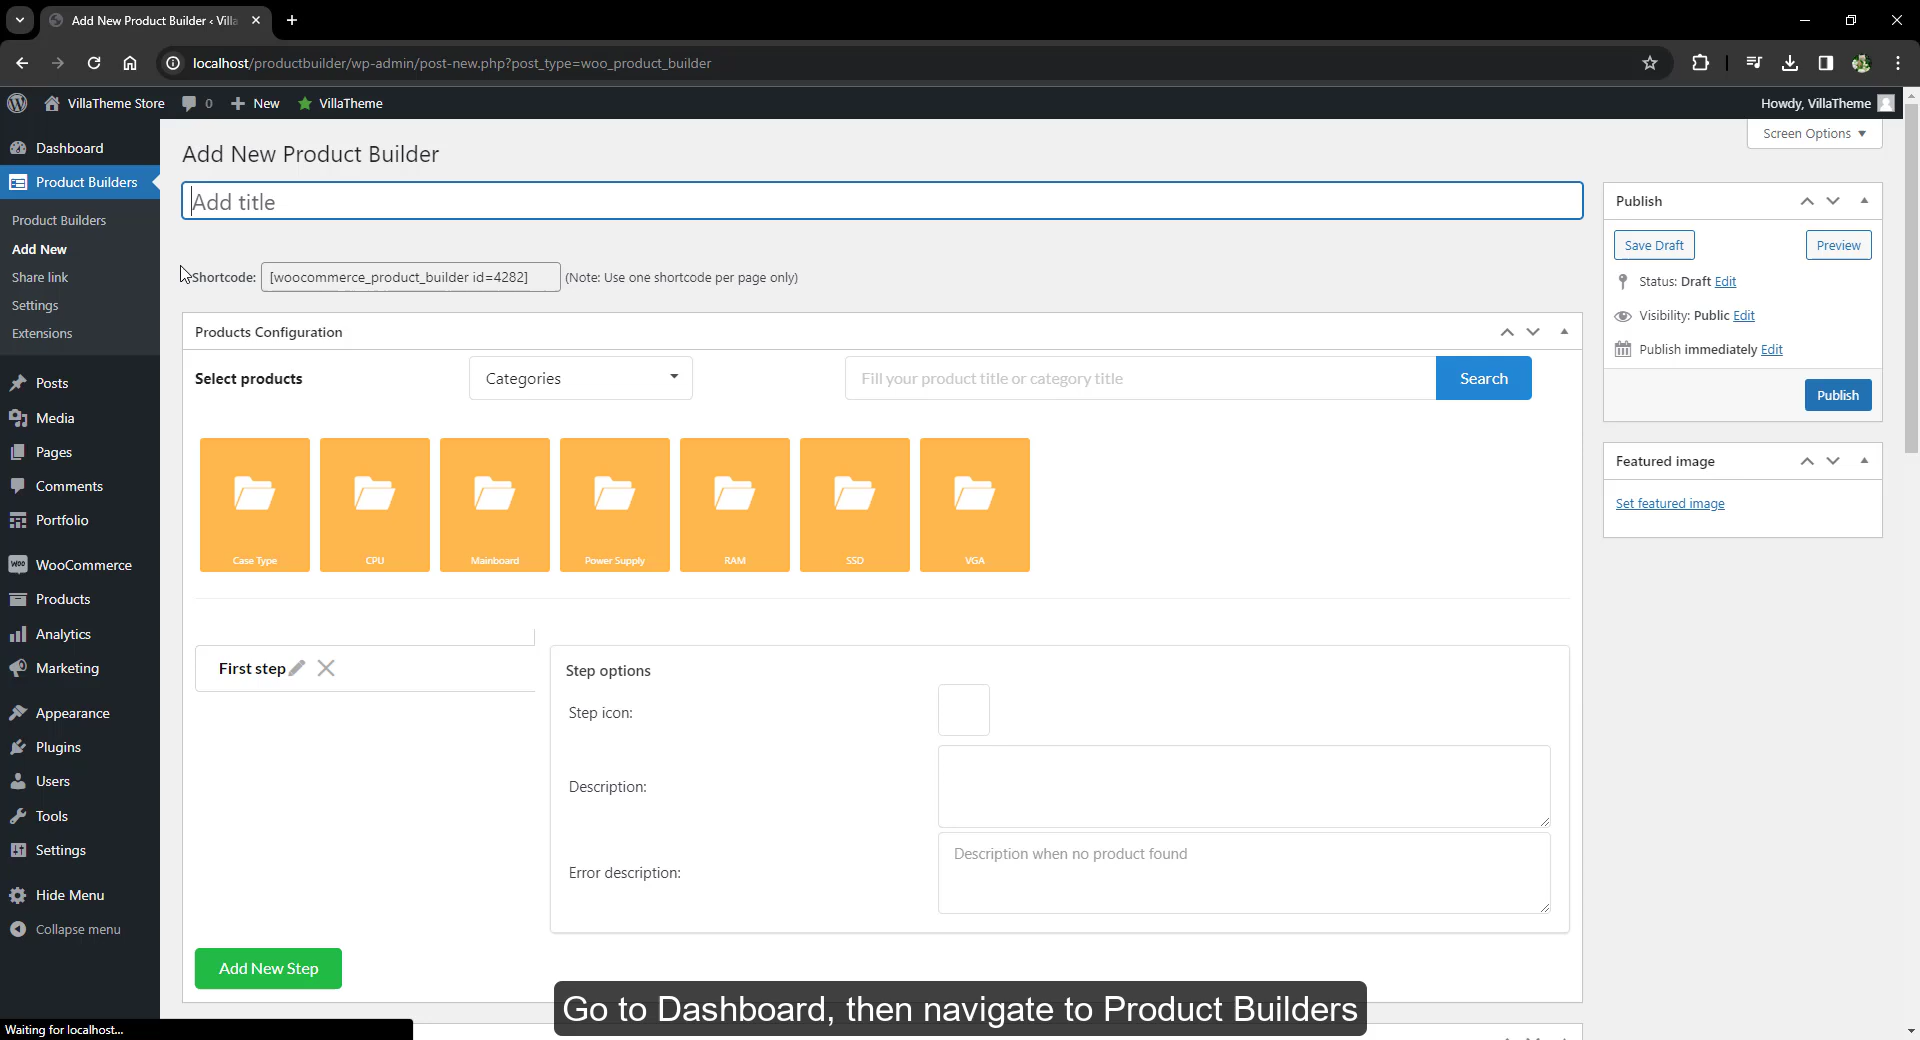 Add New Product Builder ‹ Villa
localhost/productbuilder/wp-admin/post-new.php?post_type=woo_product_builder
VillaTheme Store
0
New
VillaTheme
Howdy, VillaTheme
Screen Options
Dashboard
Product Builders
Product Builders
Add New
Share link
Settings
Extensions
Posts
Media
Pages
Comments
Portfolio
WooCommerce
Products
Analytics
Marketing
Appearance
Plugins
Users
Tools
Settings
Hide Menu
Collapse menu
Add New Product Builder
Add title
Shortcode: [woocommerce_product_builder id=4282] (Note: Use one shortcode per page only)
Products Configuration
Select products
Categories
Fill your product title or category title
Search
Case Type
CPU
Mainboard
Power Supply
RAM
SSD
VGA
First step
Step options
Step icon:
Description:
Error description:
Description when no product found
Add New Step
Publish
Save Draft
Preview
Status: Draft Edit
Visibility: Public Edit
Publish immediately Edit
Publish
Featured image
Set featured image
Go to Dashboard, then navigate to Product Builders
Waiting for localhost...